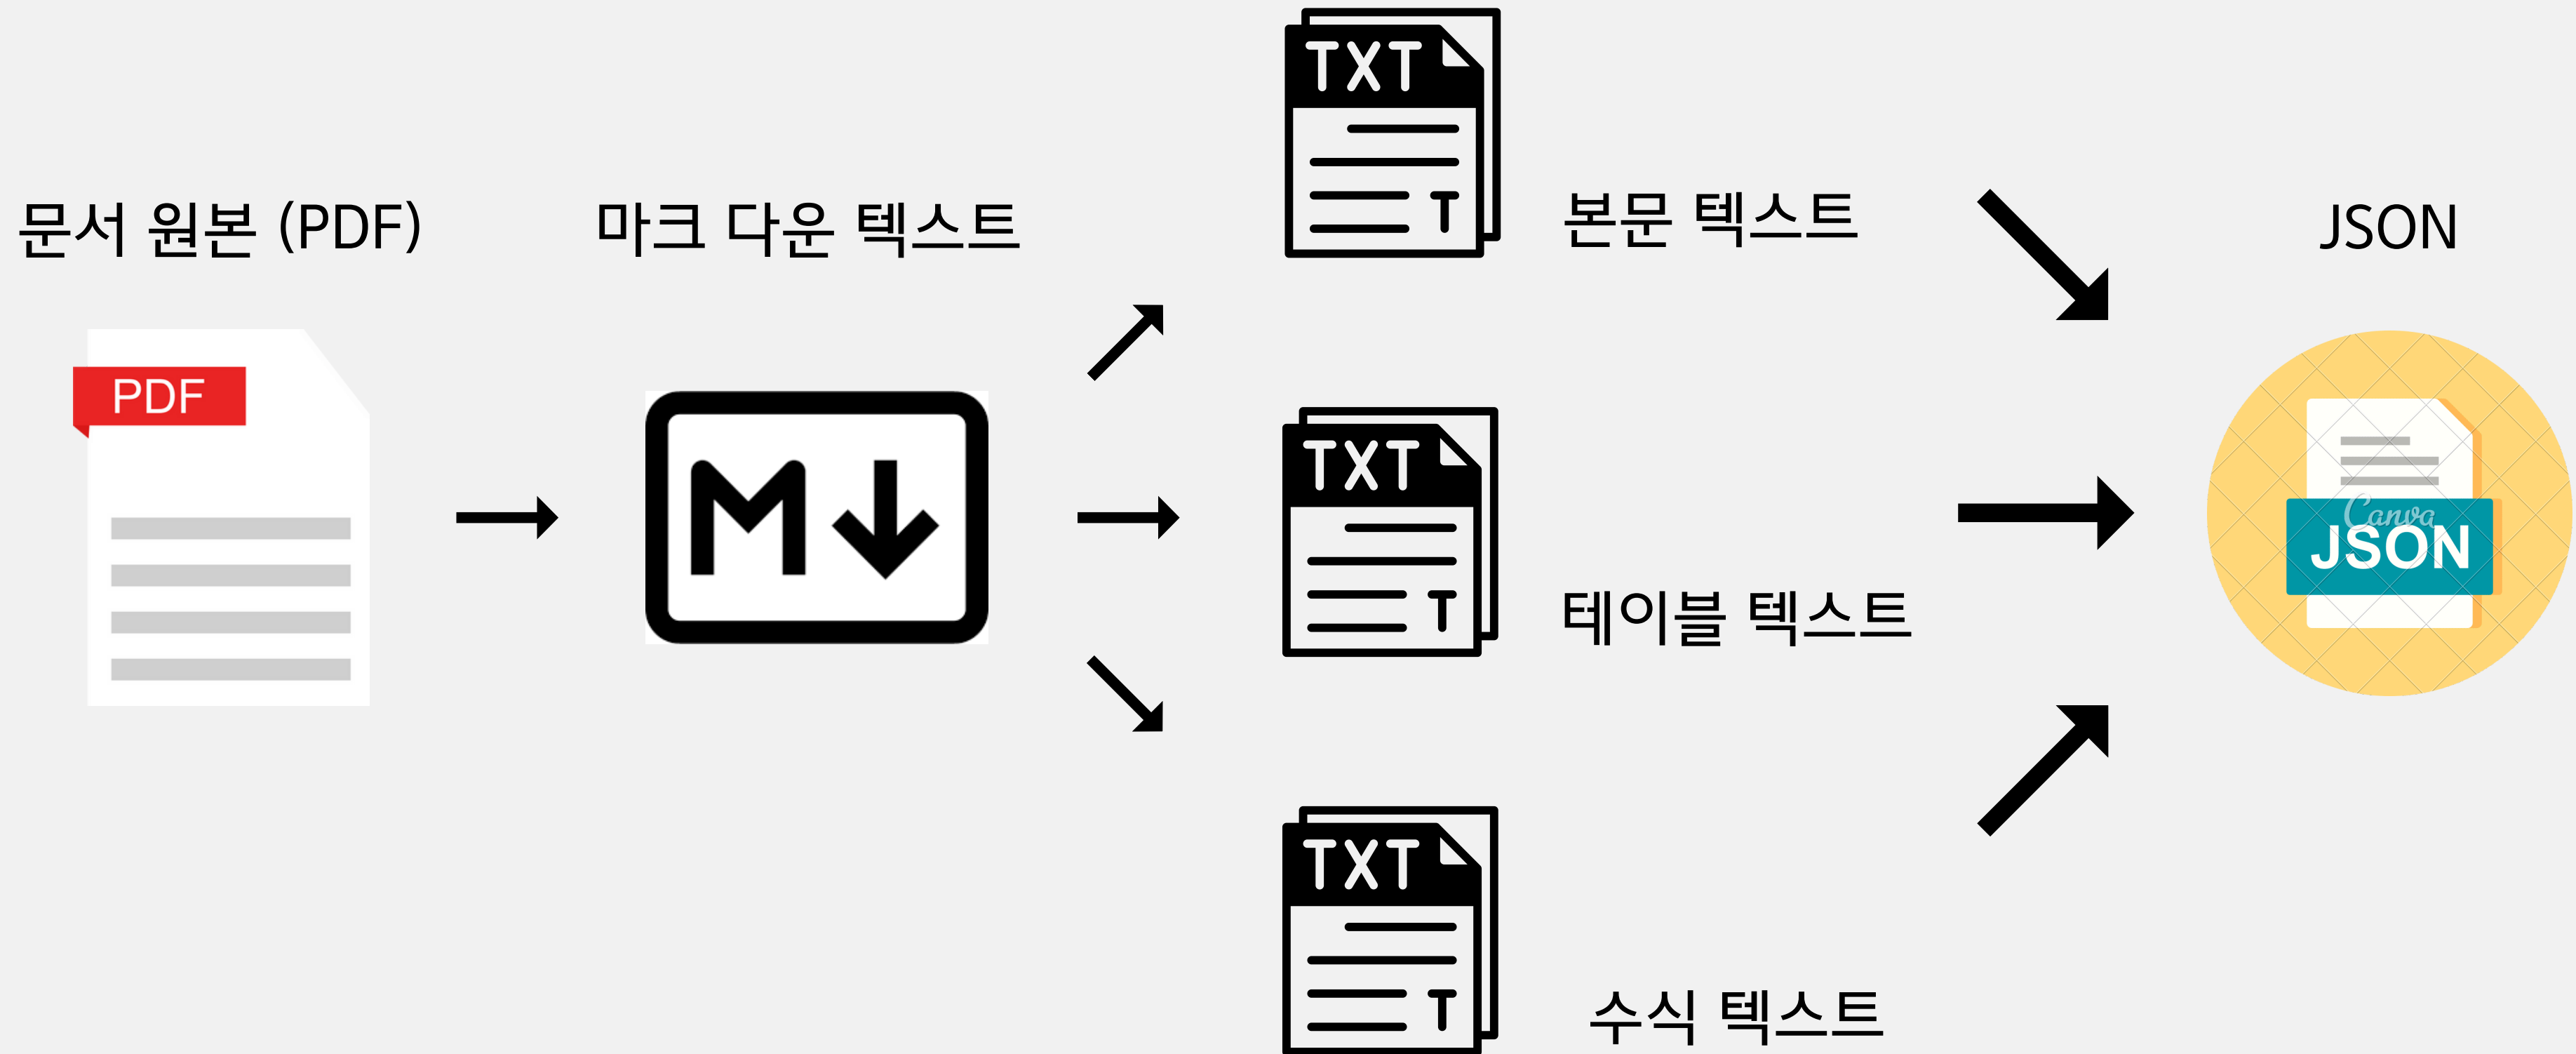 문서 원본 (PDF)
PDF
마크 다운 텍스트
M
TXT
T
본문 텍스트
TXT
T
테이블 텍스트
TXT
T
수식 텍스트
JSON
Canva
JSON